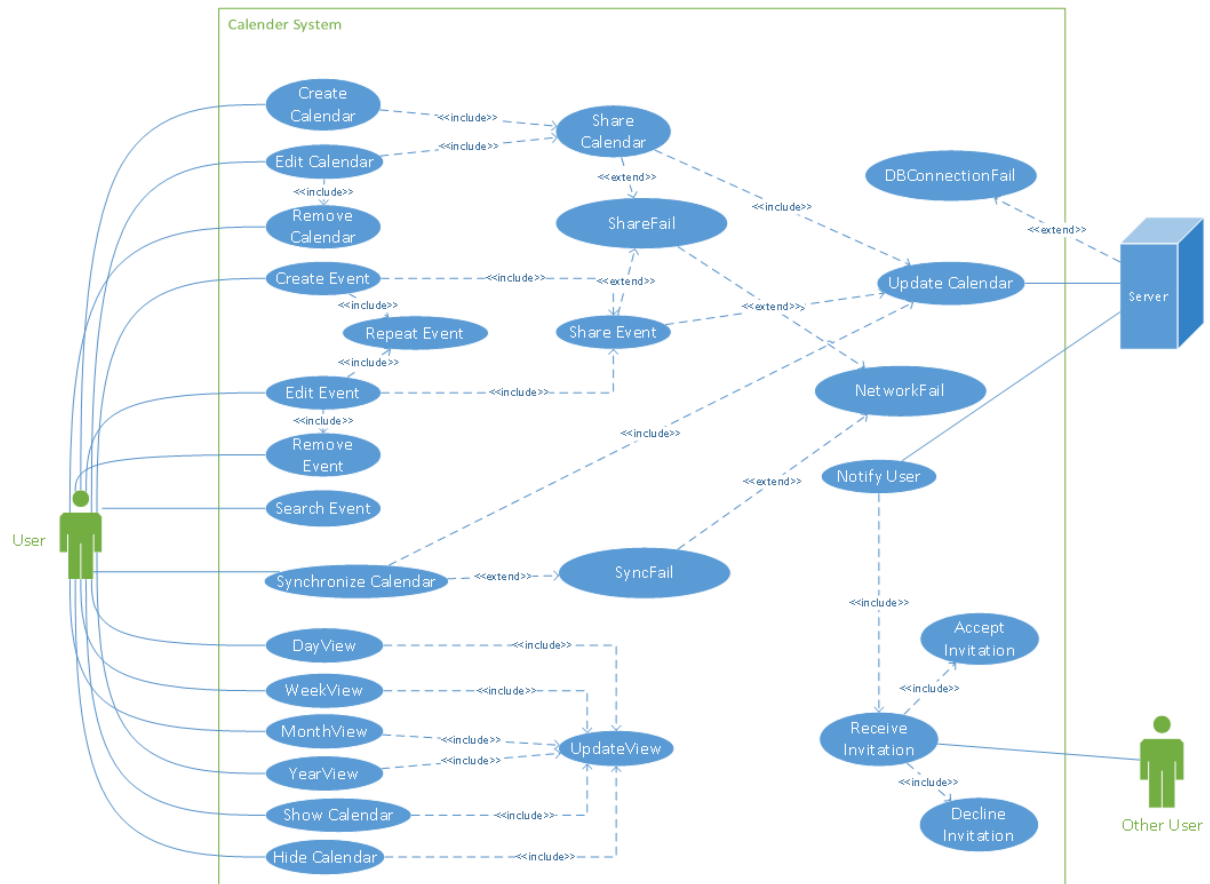 Calender System
Create
Calendar
<<include>>
Share
Calendar
Edit Calendar
<<include>>
<<extend>>
DBConnectionFail
<<include>>
Remove
Calendar
ShareFail
<<include>>
<<extend>>
Create Event
<<include>>
<<extend>>
Update Calendar
Server
<<include>>
<<include>>
<<extend>>
Repeat Event
Share Event
<<include>>
Edit Event
<<include>>
NetworkFail
<<include>>
<<include>>
Remove
Event
Notify User
<<extend>>
Search Event
User
Synchronize Calendar
<<extend>>
SyncFail
<<include>>
Accept
Invitation
DayView
<<include>>
WeekView
<<include>>
<<include>>
MonthView
<<include>>
UpdateView
Receive
Invitation
YearView
<<include>>
<<include>>
Show Calendar
<<include>>
Decline
Invitation
Other User
Hide Calendar
<<include>>